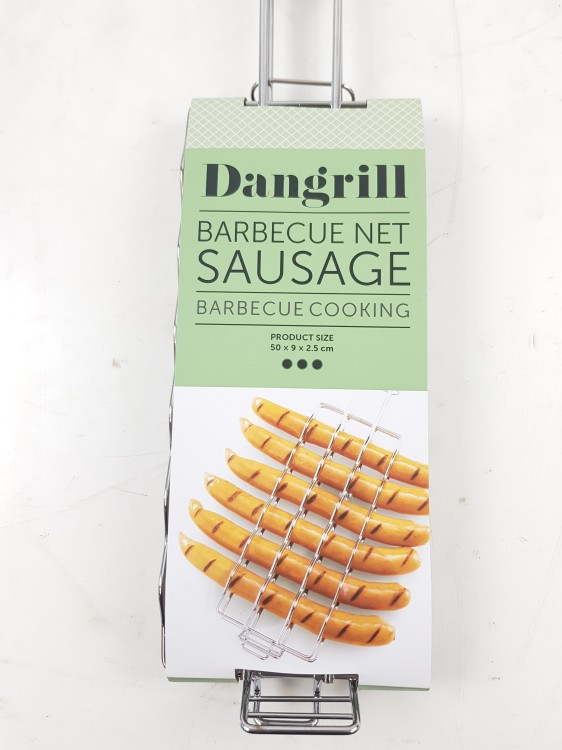 Dangrill
BARBECUE NET
SAUSAGE
BARBECUE COOKING
PRODUCT SIZE
50 x 9 x 2.5 cm